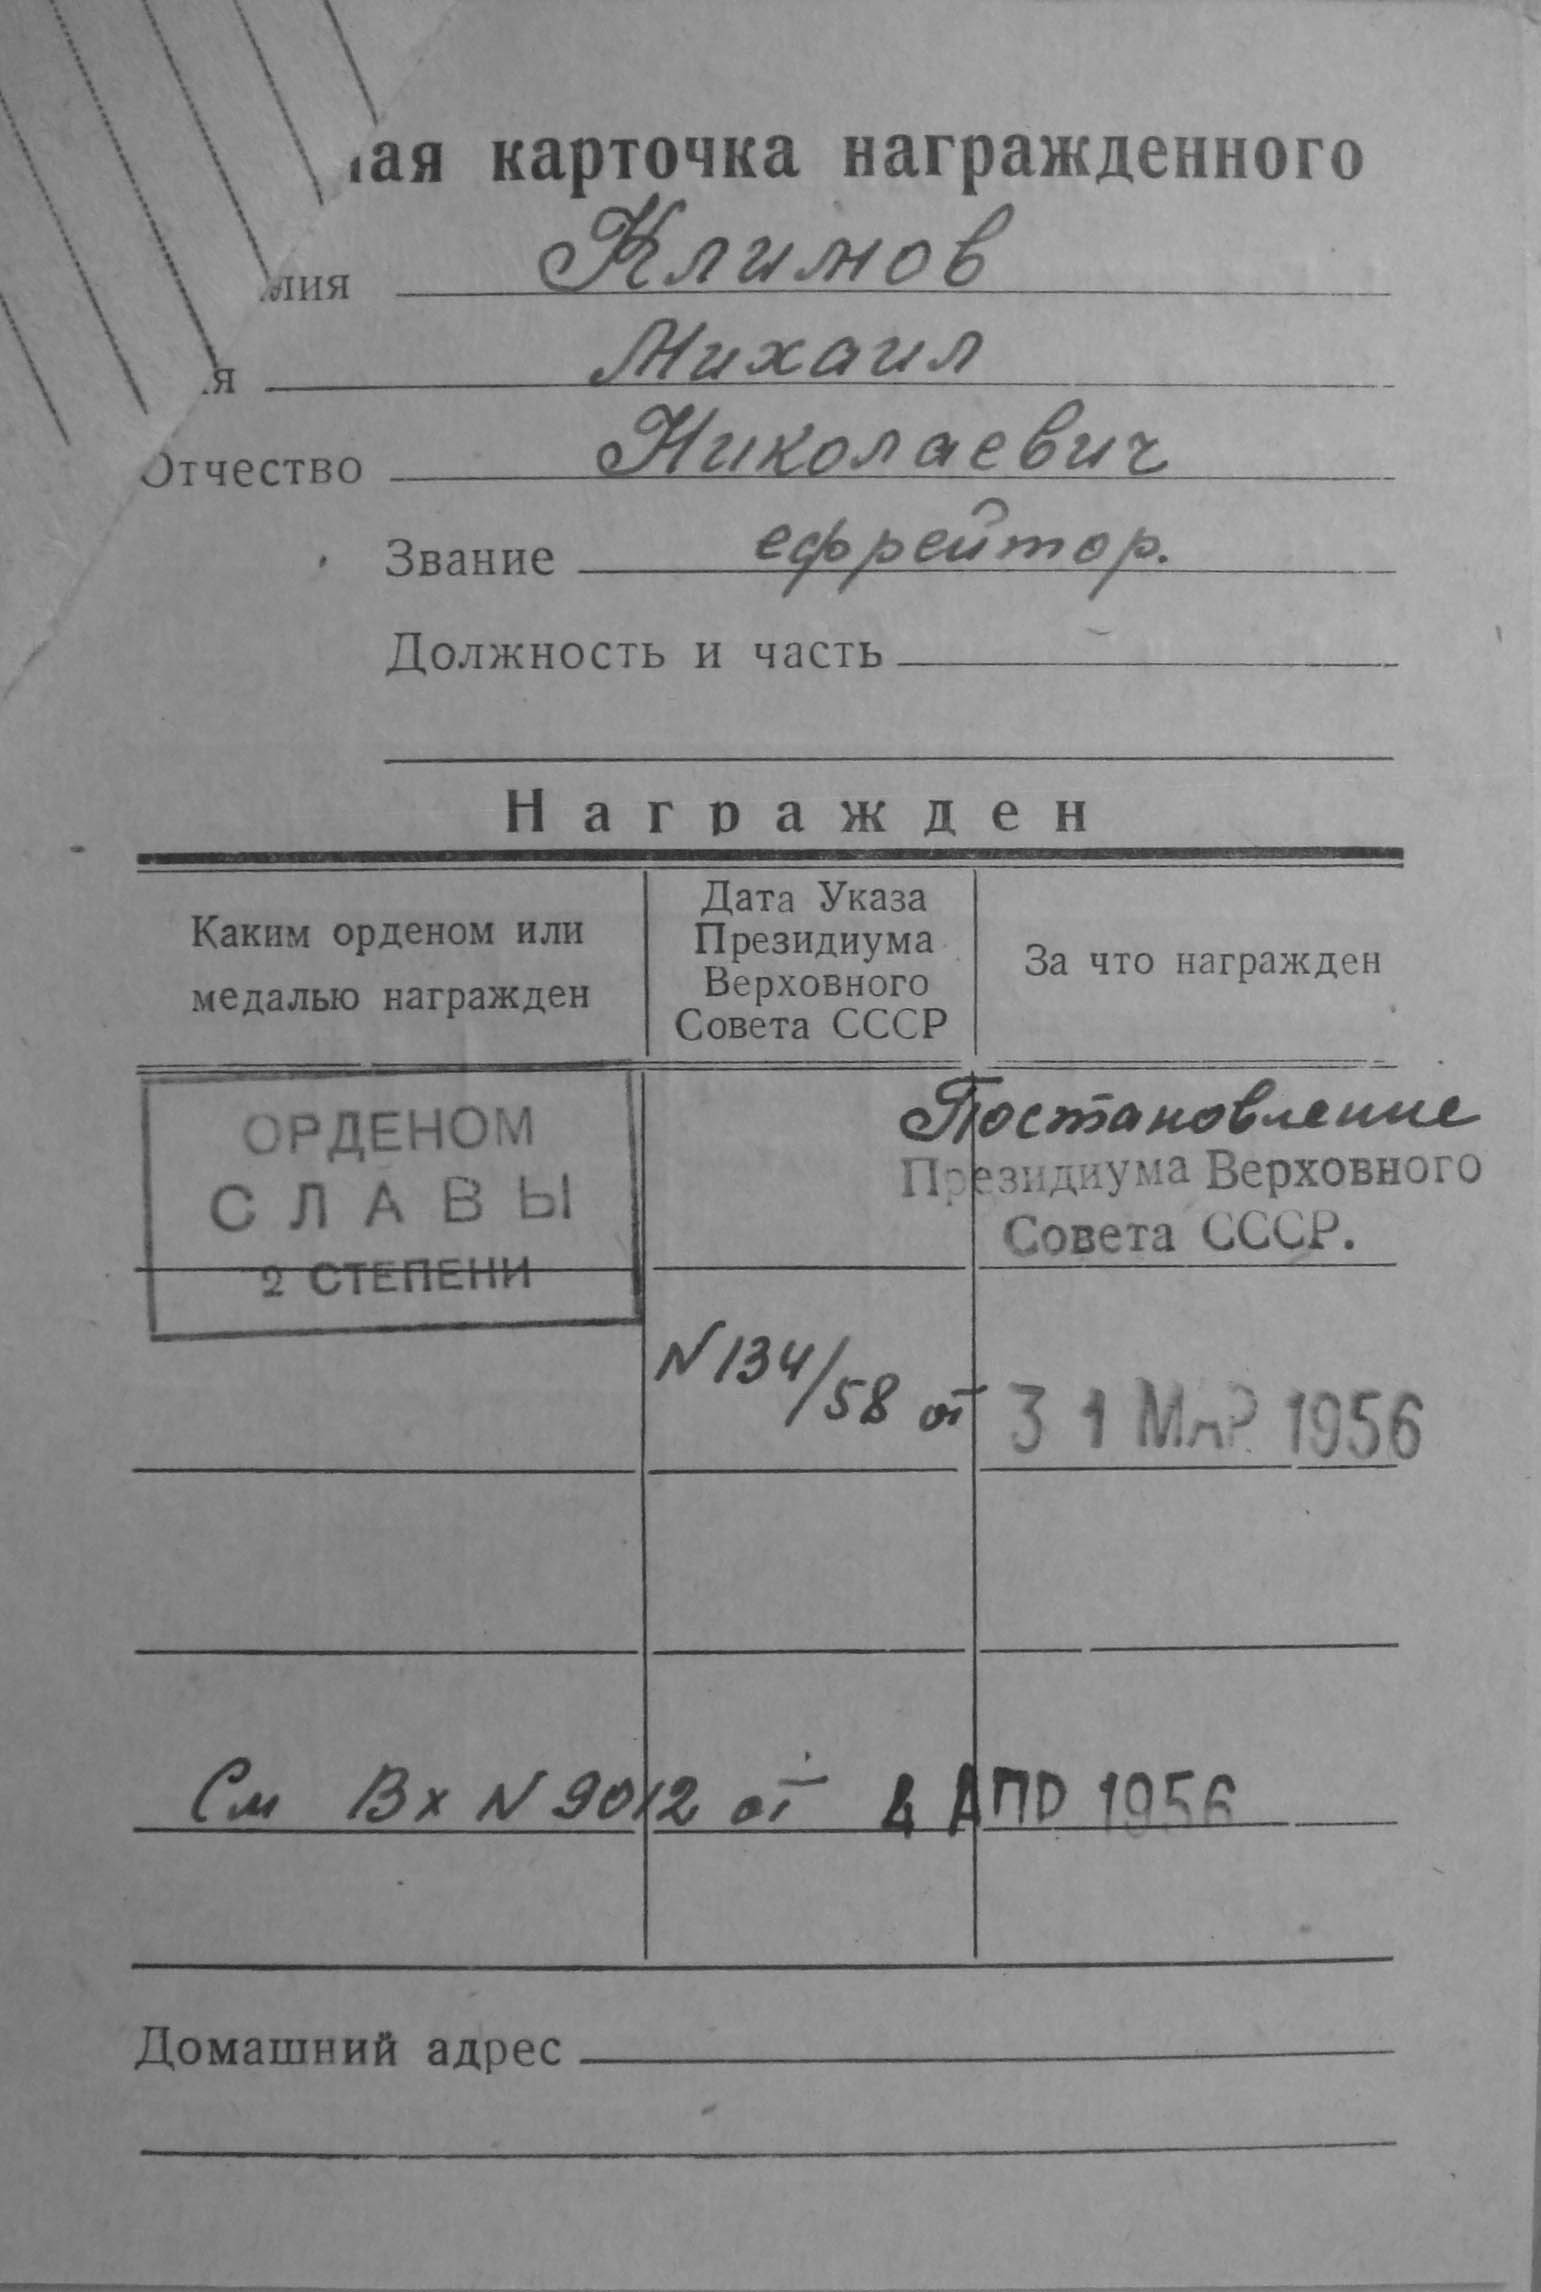 ая карточка награжденного
лия Климов
я Михаил
Отчество Николаевич
Звание ефрейтор.
Должность и часть
Награжден
Каким орденом или медалью награжден
Дата Указа Президиума Верховного Совета СССР
За что награжден
ОРДЕНОМ
СЛАВЫ
2 СТЕПЕНИ
Постановление
Президиума Верховного
Совета СССР.
N 134/58 от 31 МАР 1956
См Вх N 9012 от 4 АПР 1956
Домашний адрес